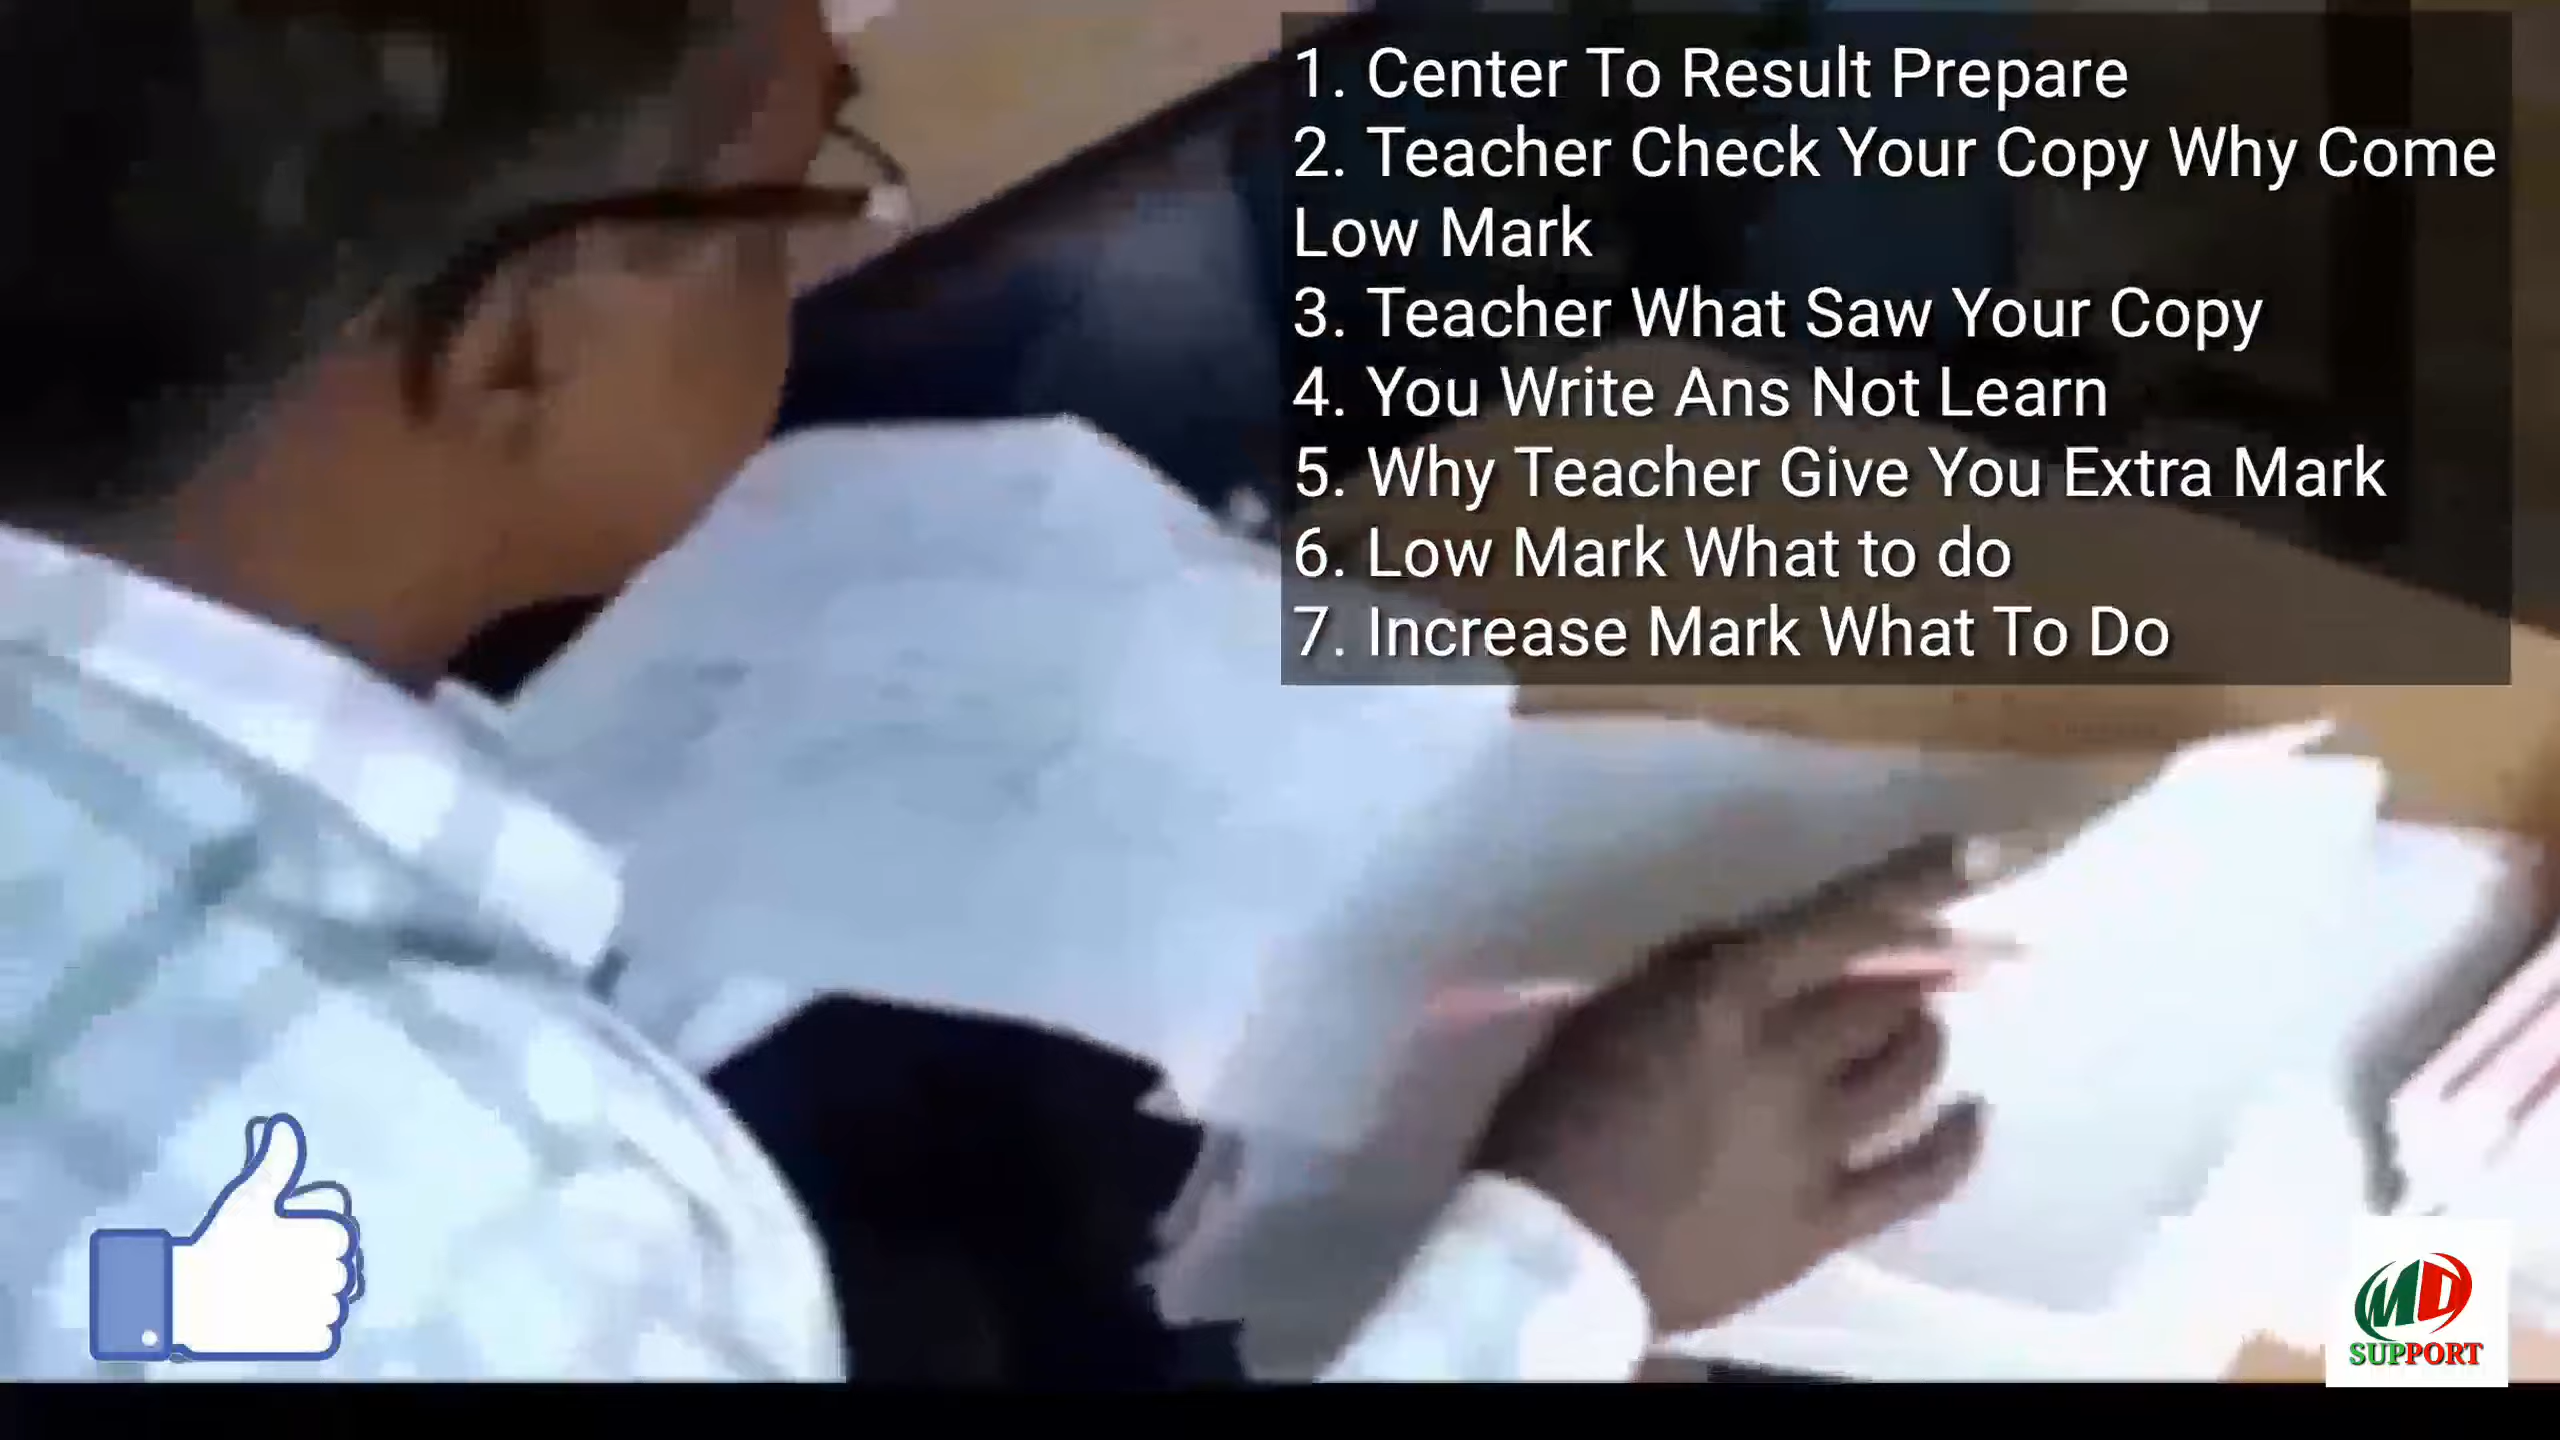 1. Center To Result Prepare
2. Teacher Check Your Copy Why Come
Low Mark
3. Teacher What Saw Your Copy
4. You Write Ans Not Learn
5. Why Teacher Give You Extra Mark
6. Low Mark What to do
7. Increase Mark What To Do
MD
SUPPORT